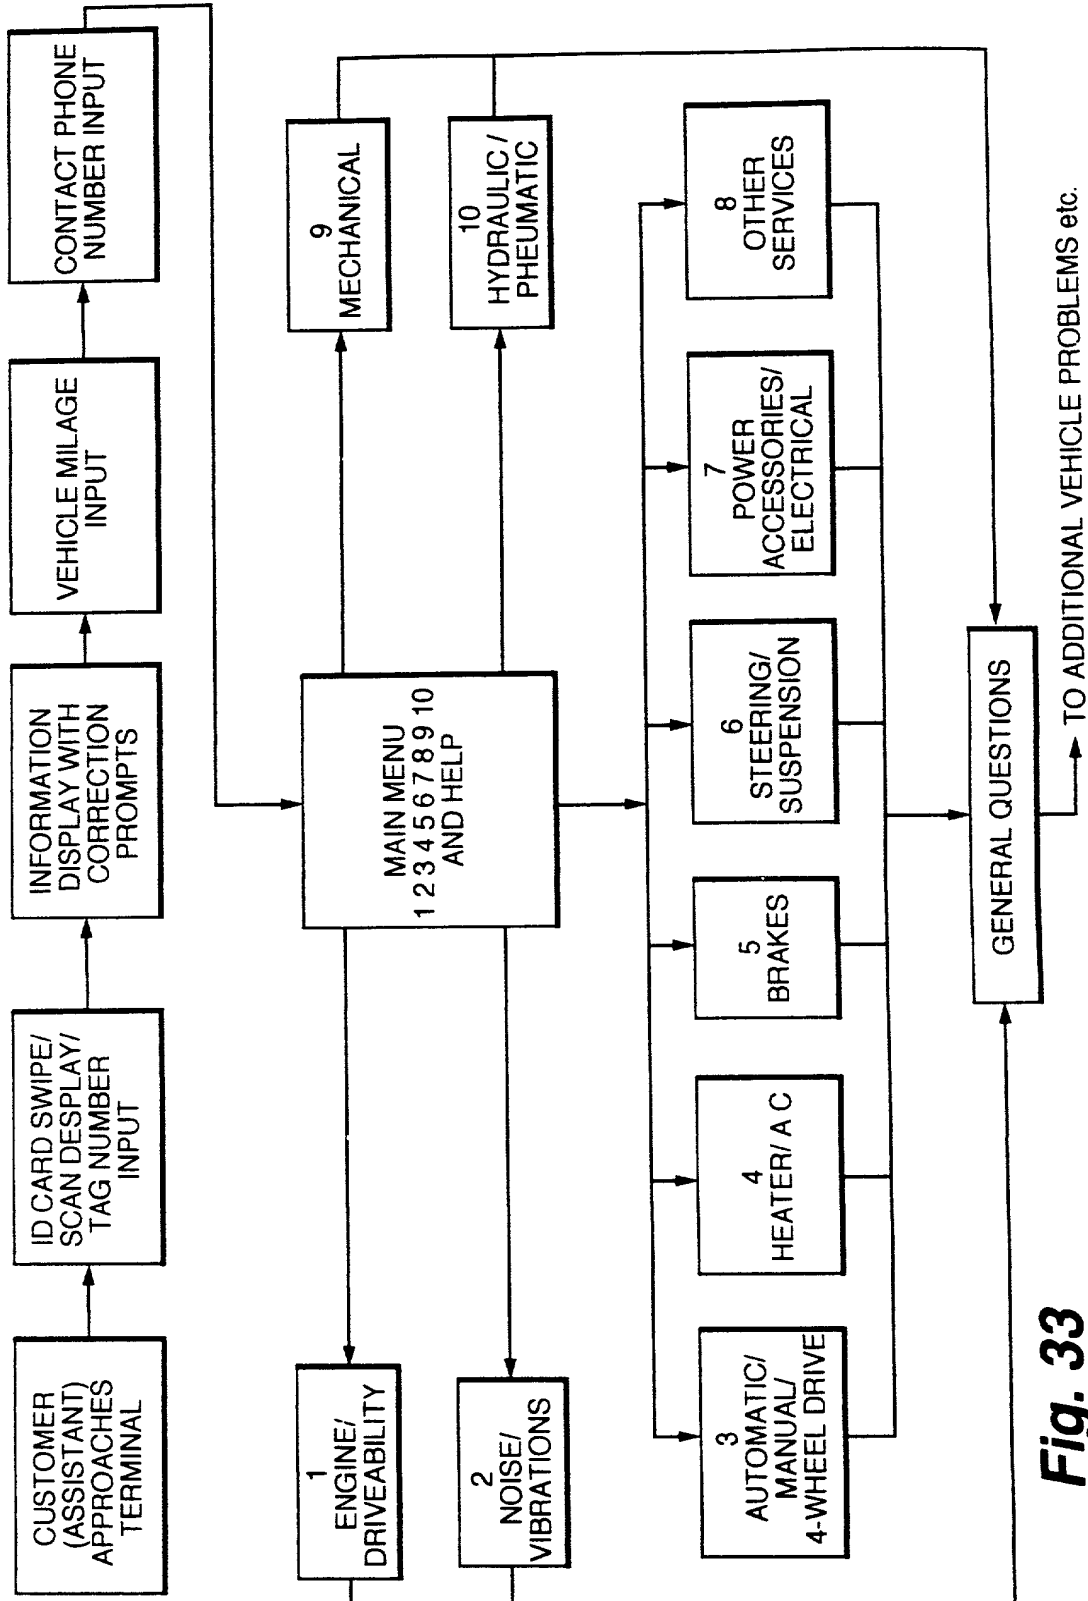 CUSTOMER
(ASSISTANT)
APPROACHES
TERMINAL
ID CARD SWIPE/
SCAN DESPLAY/
TAG NUMBER
INPUT
INFORMATION
DISPLAY WITH
CORRECTION
PROMPTS
VEHICLE MILAGE
INPUT
CONTACT PHONE
NUMBER INPUT
1
ENGINE/
DRIVEABILITY
2
NOISE/
VIBRATIONS
MAIN MENU
1 2 3 4 5 6 7 8 9 10
AND HELP
9
MECHANICAL
10
HYDRAULIC/
PHEUMATIC
3
AUTOMATIC/
MANUAL/
4-WHEEL DRIVE
4
HEATER/A C
5
BRAKES
6
STEERING/
SUSPENSION
7
POWER
ACCESSORIES/
ELECTRICAL
8
OTHER
SERVICES
GENERAL QUESTIONS
TO ADDITIONAL VEHICLE PROBLEMS etc.
Fig. 33